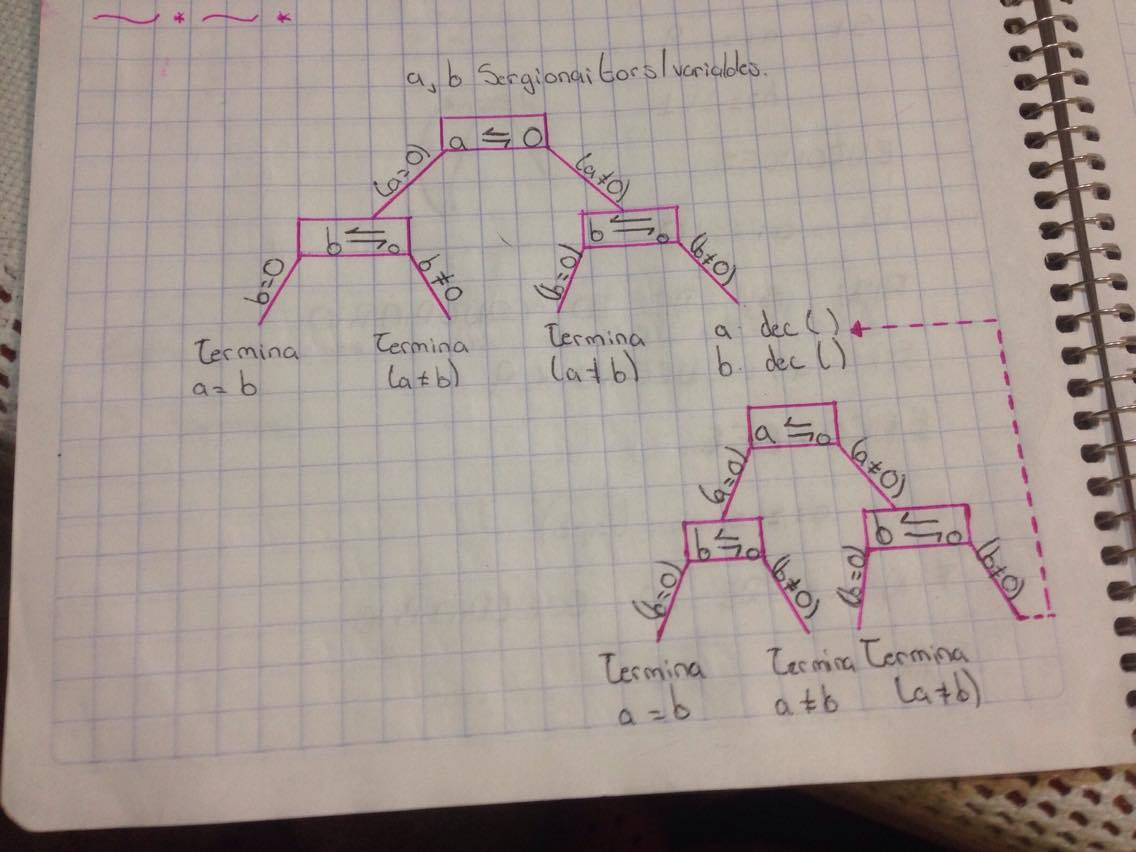 a, b Sergionaitors/variables.
a ⇆ 0
(a=0) (a≠0)
b ⇆ 0 b ⇆ 0
b=0 b≠0 (b=0) (b≠0)
Termina Termina Termina a. dec()
a = b (a≠b) (a≠b) b. dec()
a ⇆ 0
(a=0) (a≠0)
b ⇆ 0 b ⇆ 0
(b=0) (b≠0) (b=0) (b≠0)
Termina Termina Termina
a = b a≠b (a≠b)